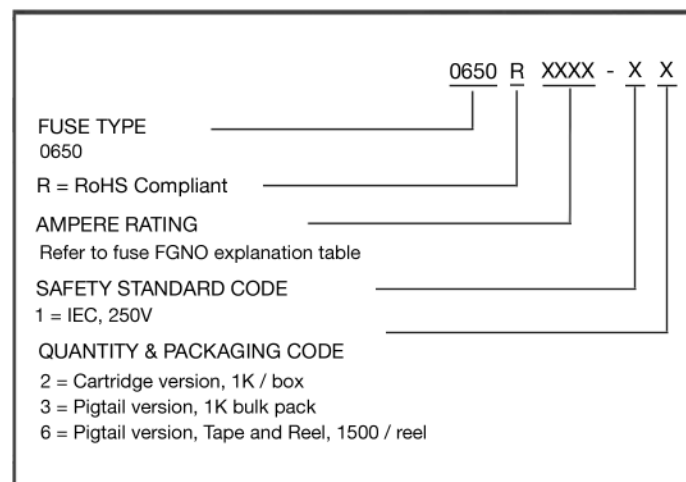 0650 R XXXX - X X
FUSE TYPE
0650
R = RoHS Compliant
AMPERE RATING
Refer to fuse FGNO explanation table
SAFETY STANDARD CODE
1 = IEC, 250V
QUANTITY & PACKAGING CODE
2 = Cartridge version, 1K / box
3 = Pigtail version, 1K bulk pack
6 = Pigtail version, Tape and Reel, 1500 / reel